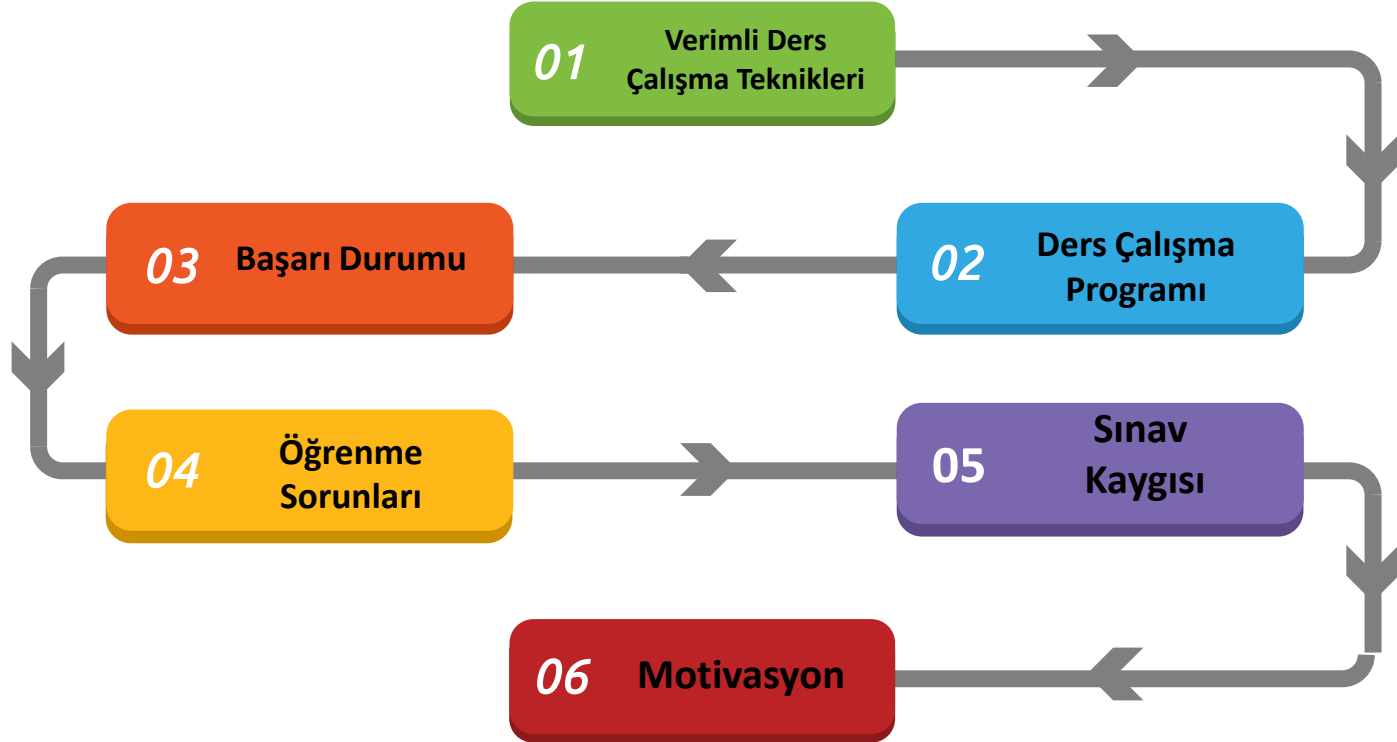 01
Verimli Ders
Çalışma Teknikleri
02
Ders Çalışma
Programı
03
Başarı Durumu
04
Öğrenme
Sorunları
05
Sınav
Kaygısı
06
Motivasyon